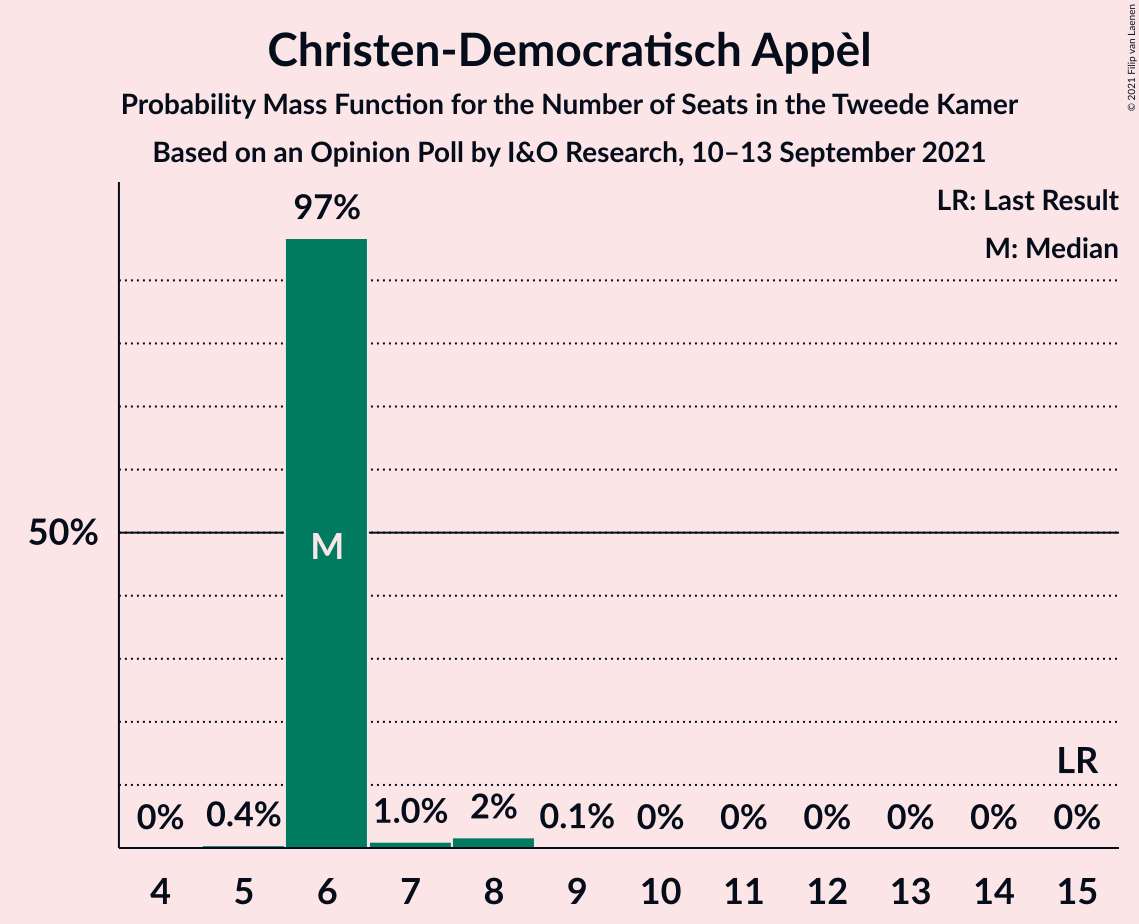 Christen-Democratisch Appèl
Probability Mass Function for the Number of Seats in the Tweede Kamer
Based on an Opinion Poll by I&O Research, 10–13 September 2021
© 2021 Filip van Laenen
LR: Last Result
M: Median
97%
50%
M
LR
0% 0.4% 1.0% 2% 0.1% 0% 0% 0% 0% 0% 0%
4 5 6 7 8 9 10 11 12 13 14 15